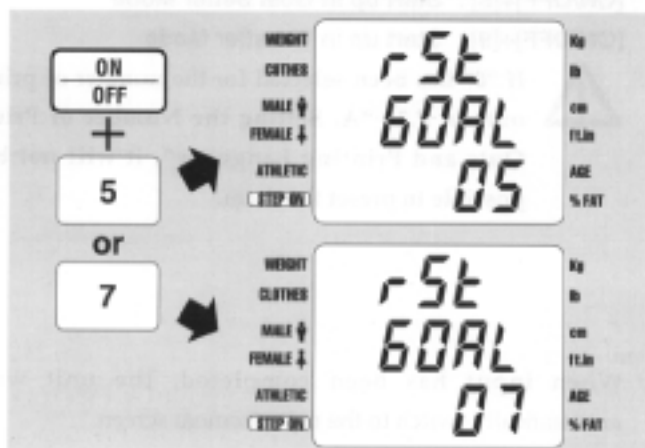 ON
OFF
+
5
or
7
WEIGHT rSt Kg
CLOTHES lb
MALE GOAL cm
FEMALE ft.in
ATHLETIC 05 AGE
STEP ON % FAT
WEIGHT rSt Kg
CLOTHES lb
MALE GOAL cm
FEMALE ft.in
ATHLETIC 07 AGE
STEP ON % FAT